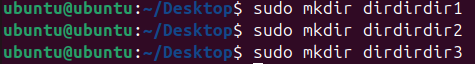 ubuntu@ubuntu:~/Desktop$ sudo mkdir dirdirdir1
ubuntu@ubuntu:~/Desktop$ sudo mkdir dirdirdir2
ubuntu@ubuntu:~/Desktop$ sudo mkdir dirdirdir3